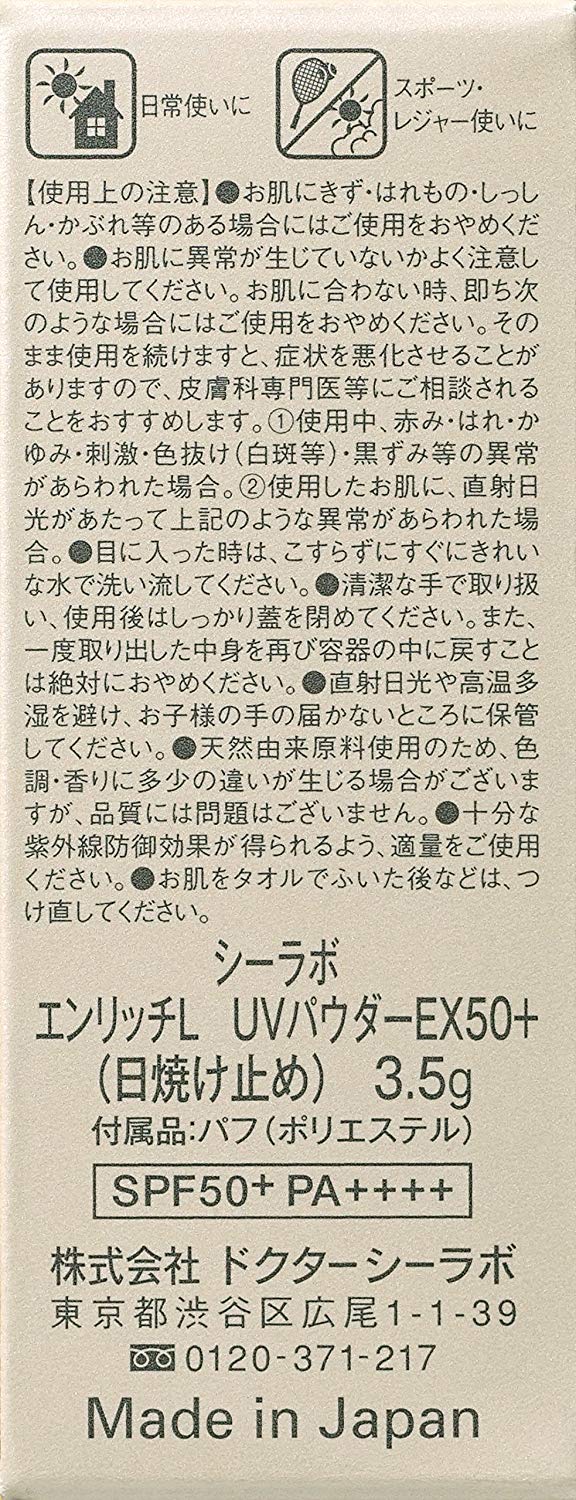 日常使いに
スポーツ・
レジャー使いに
【使用上の注意】●お肌にきず・はれもの・しっし
ん・かぶれ等のある場合にはご使用をおやめくだ
さい。●お肌に異常が生じていないかよく注意し
て使用してください。お肌に合わない時、即ち次
のような場合にはご使用をおやめください。その
まま使用を続けますと、症状を悪化させることが
ありますので、皮膚科専門医等にご相談される
ことをおすすめします。①使用中、赤み・はれ・か
ゆみ・刺激・色抜け（白斑等）・黒ずみ等の異常
があらわれた場合。②使用したお肌に、直射日
光があたって上記のような異常があらわれた場
合。●目に入った時は、こすらずにすぐにきれい
な水で洗い流してください。●清潔な手で取り扱
い、使用後はしっかり蓋を閉めてください。また、
一度取り出した中身を再び容器の中に戻すこと
は絶対におやめください。●直射日光や高温多
湿を避け、お子様の手の届かないところに保管
してください。●天然由来原料使用のため、色
調・香りに多少の違いが生じる場合がございま
すが、品質には問題はございません。●十分な
紫外線防御効果が得られるよう、適量をご使用
ください。●お肌をタオルでふいた後などは、つ
け直してください。
シーラボ
エンリッチL UVパウダーEX50+
（日焼け止め） 3.5g
付属品:パフ（ポリエステル）
SPF50+ PA++++
株式会社 ドクターシーラボ
東京都渋谷区広尾1-1-39
0120-371-217
Made in Japan